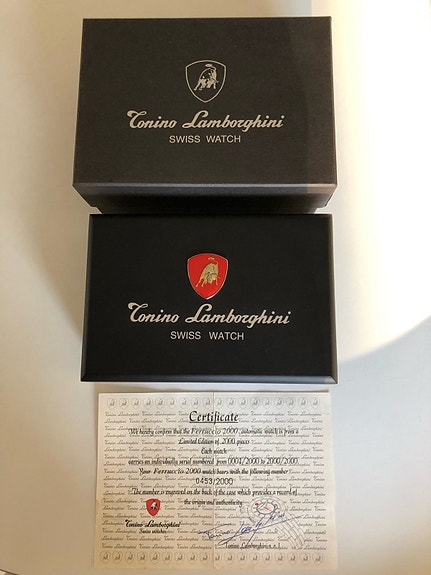 Tonino Lamborghini
SWISS WATCH
Tonino Lamborghini
SWISS WATCH
Certificate
We hereby confirm that the Ferruccio 2000, automatic watch is from a
Limited Edition of 2000 pieces
Each watch
carries an individually serial numbered from 0001/2000 to 2000/2000.
Your Ferruccio 2000 watch bears with the following number
0453/2000
The number is engraved on the back of the case which provides a record of
the origin and authenticity.
Tonino Lamborghini
Swiss watches
Tonino Lamborghini